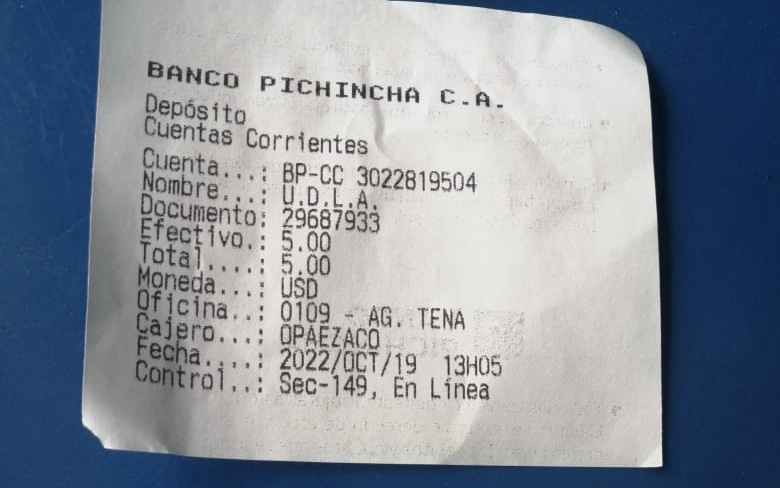 BANCO PICHINCHA C.A.
Depósito
Cuentas Corrientes
Cuenta...: BP-CC 3022819504
Nombre...: U.D.L.A.
Documento: 29687933
Efectivo.: 5.00
Total....: 5.00
Moneda...: USD
Oficina..: 0109 - AG. TENA
Cajero...: OPAEZACO
Fecha....: 2022/OCT/19 13H05
Control..: Sec-149, En Línea